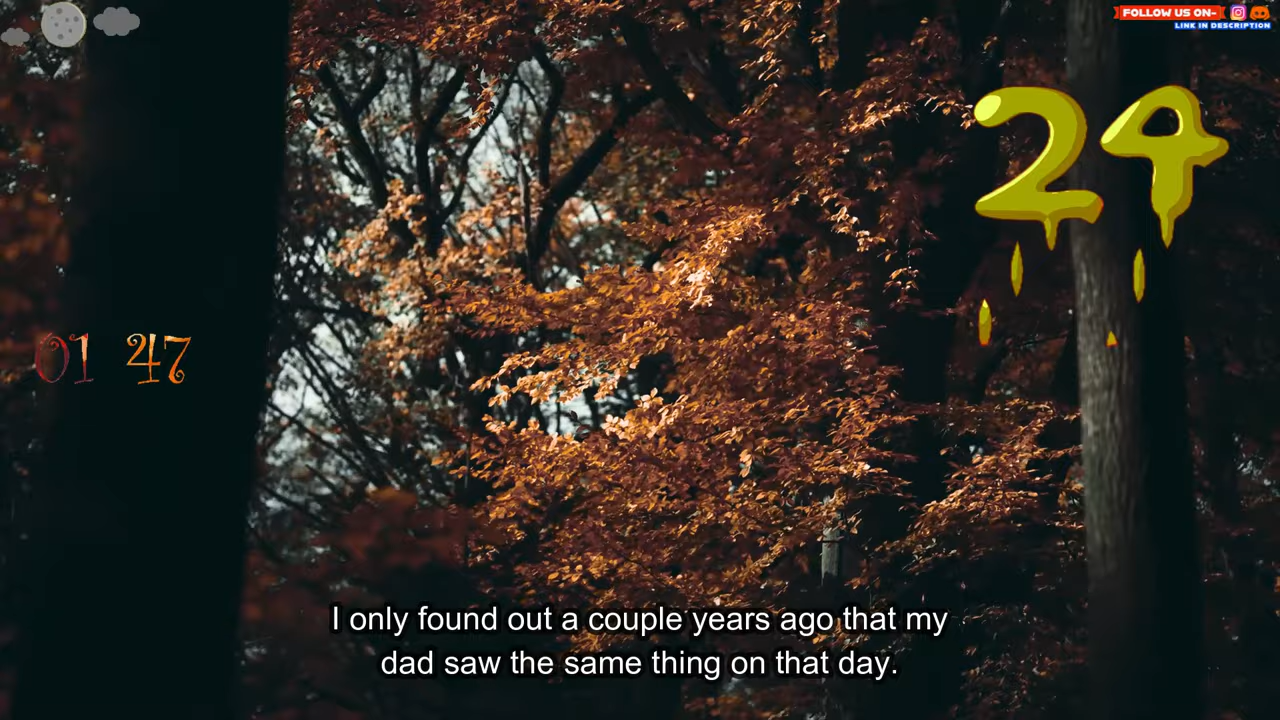 FOLLOW US ON-
LINK IN DESCRIPTION
24
01 47
I only found out a couple years ago that my
dad saw the same thing on that day.